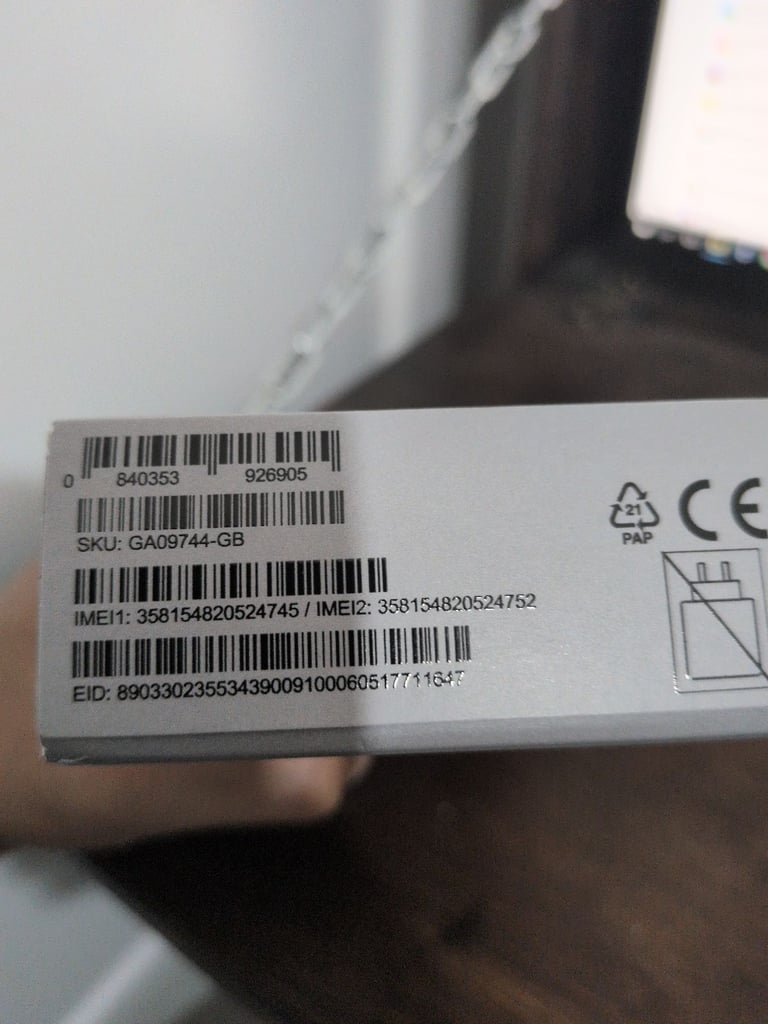 0 840353 926905
SKU: GA09744-GB
IMEI1: 358154820524745 / IMEI2: 358154820524752
EID: 89033023553439009100060517711647
21
PAP
CE